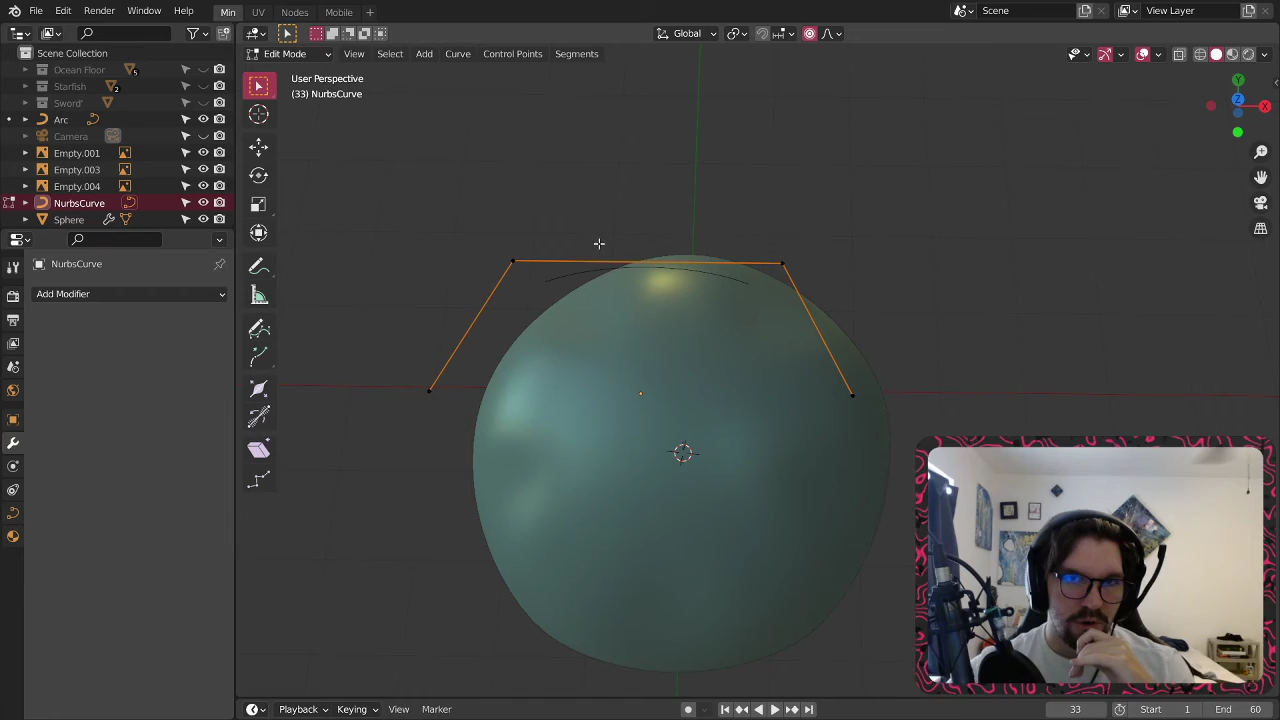 File Edit Render Window Help Min UV Nodes Mobile + Scene View Layer
Global
Edit Mode View Select Add Curve Control Points Segments
Scene Collection
Ocean Floor 5
Starfish 2
Sword'
Arc
Camera
Empty.001
Empty.003
Empty.004
NurbsCurve
Sphere
User Perspective
(33) NurbsCurve
Y
Z
X
NurbsCurve
Add Modifier
Playback Keying View Marker 33 Start 1 End 60